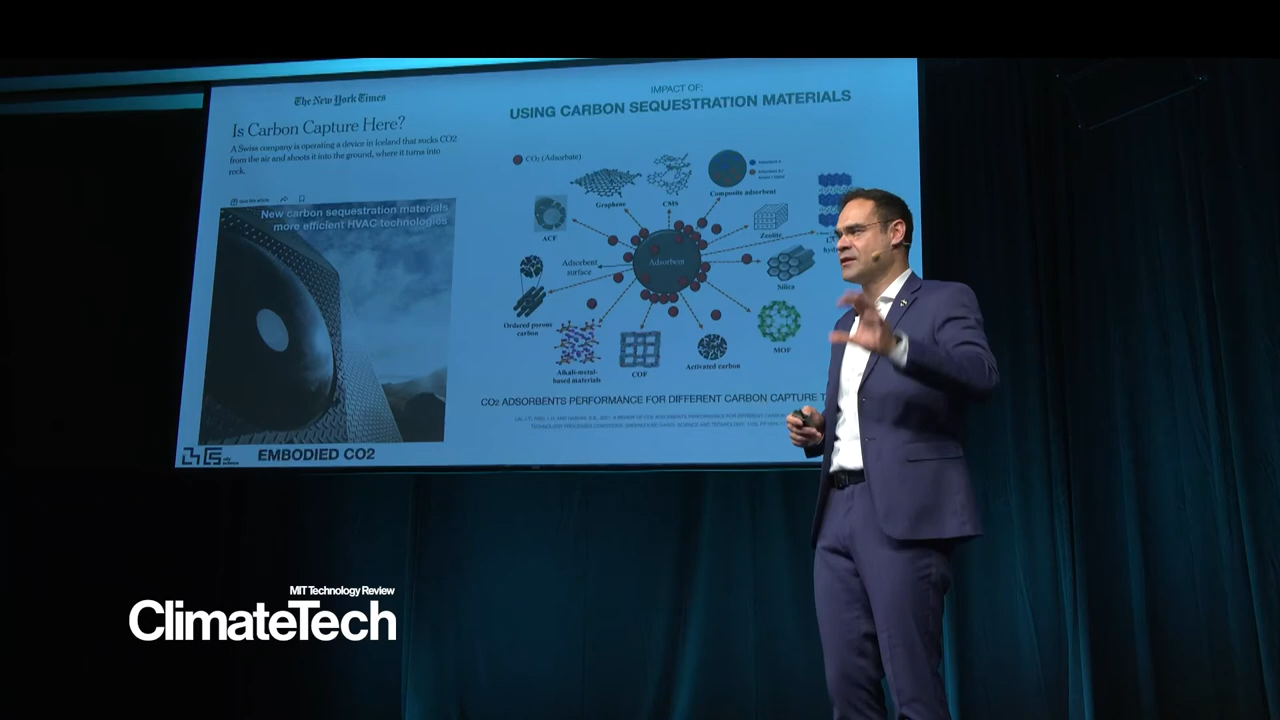 The New York Times
Is Carbon Capture Here?
A Swiss company is operating a device in Iceland that sucks CO2
from the air and shoots it into the ground, where it turns into
rock.
New carbon sequestration materials
more efficient HVAC technologies
EMBODIED CO2
IMPACT OF:
USING CARBON SEQUESTRATION MATERIALS
CO₂ (Adsorbate)
Graphene
CMS
Composite adsorbent
ACF
Zeolite
Adsorbent
surface
Adsorbent
Silica
Ordered porous
carbon
MOF
Alkali-metal-
based materials
COF
Activated carbon
CO2 ADSORBENTS PERFORMANCE FOR DIFFERENT CARBON CAPTURE T
MIT Technology Review
ClimateTech